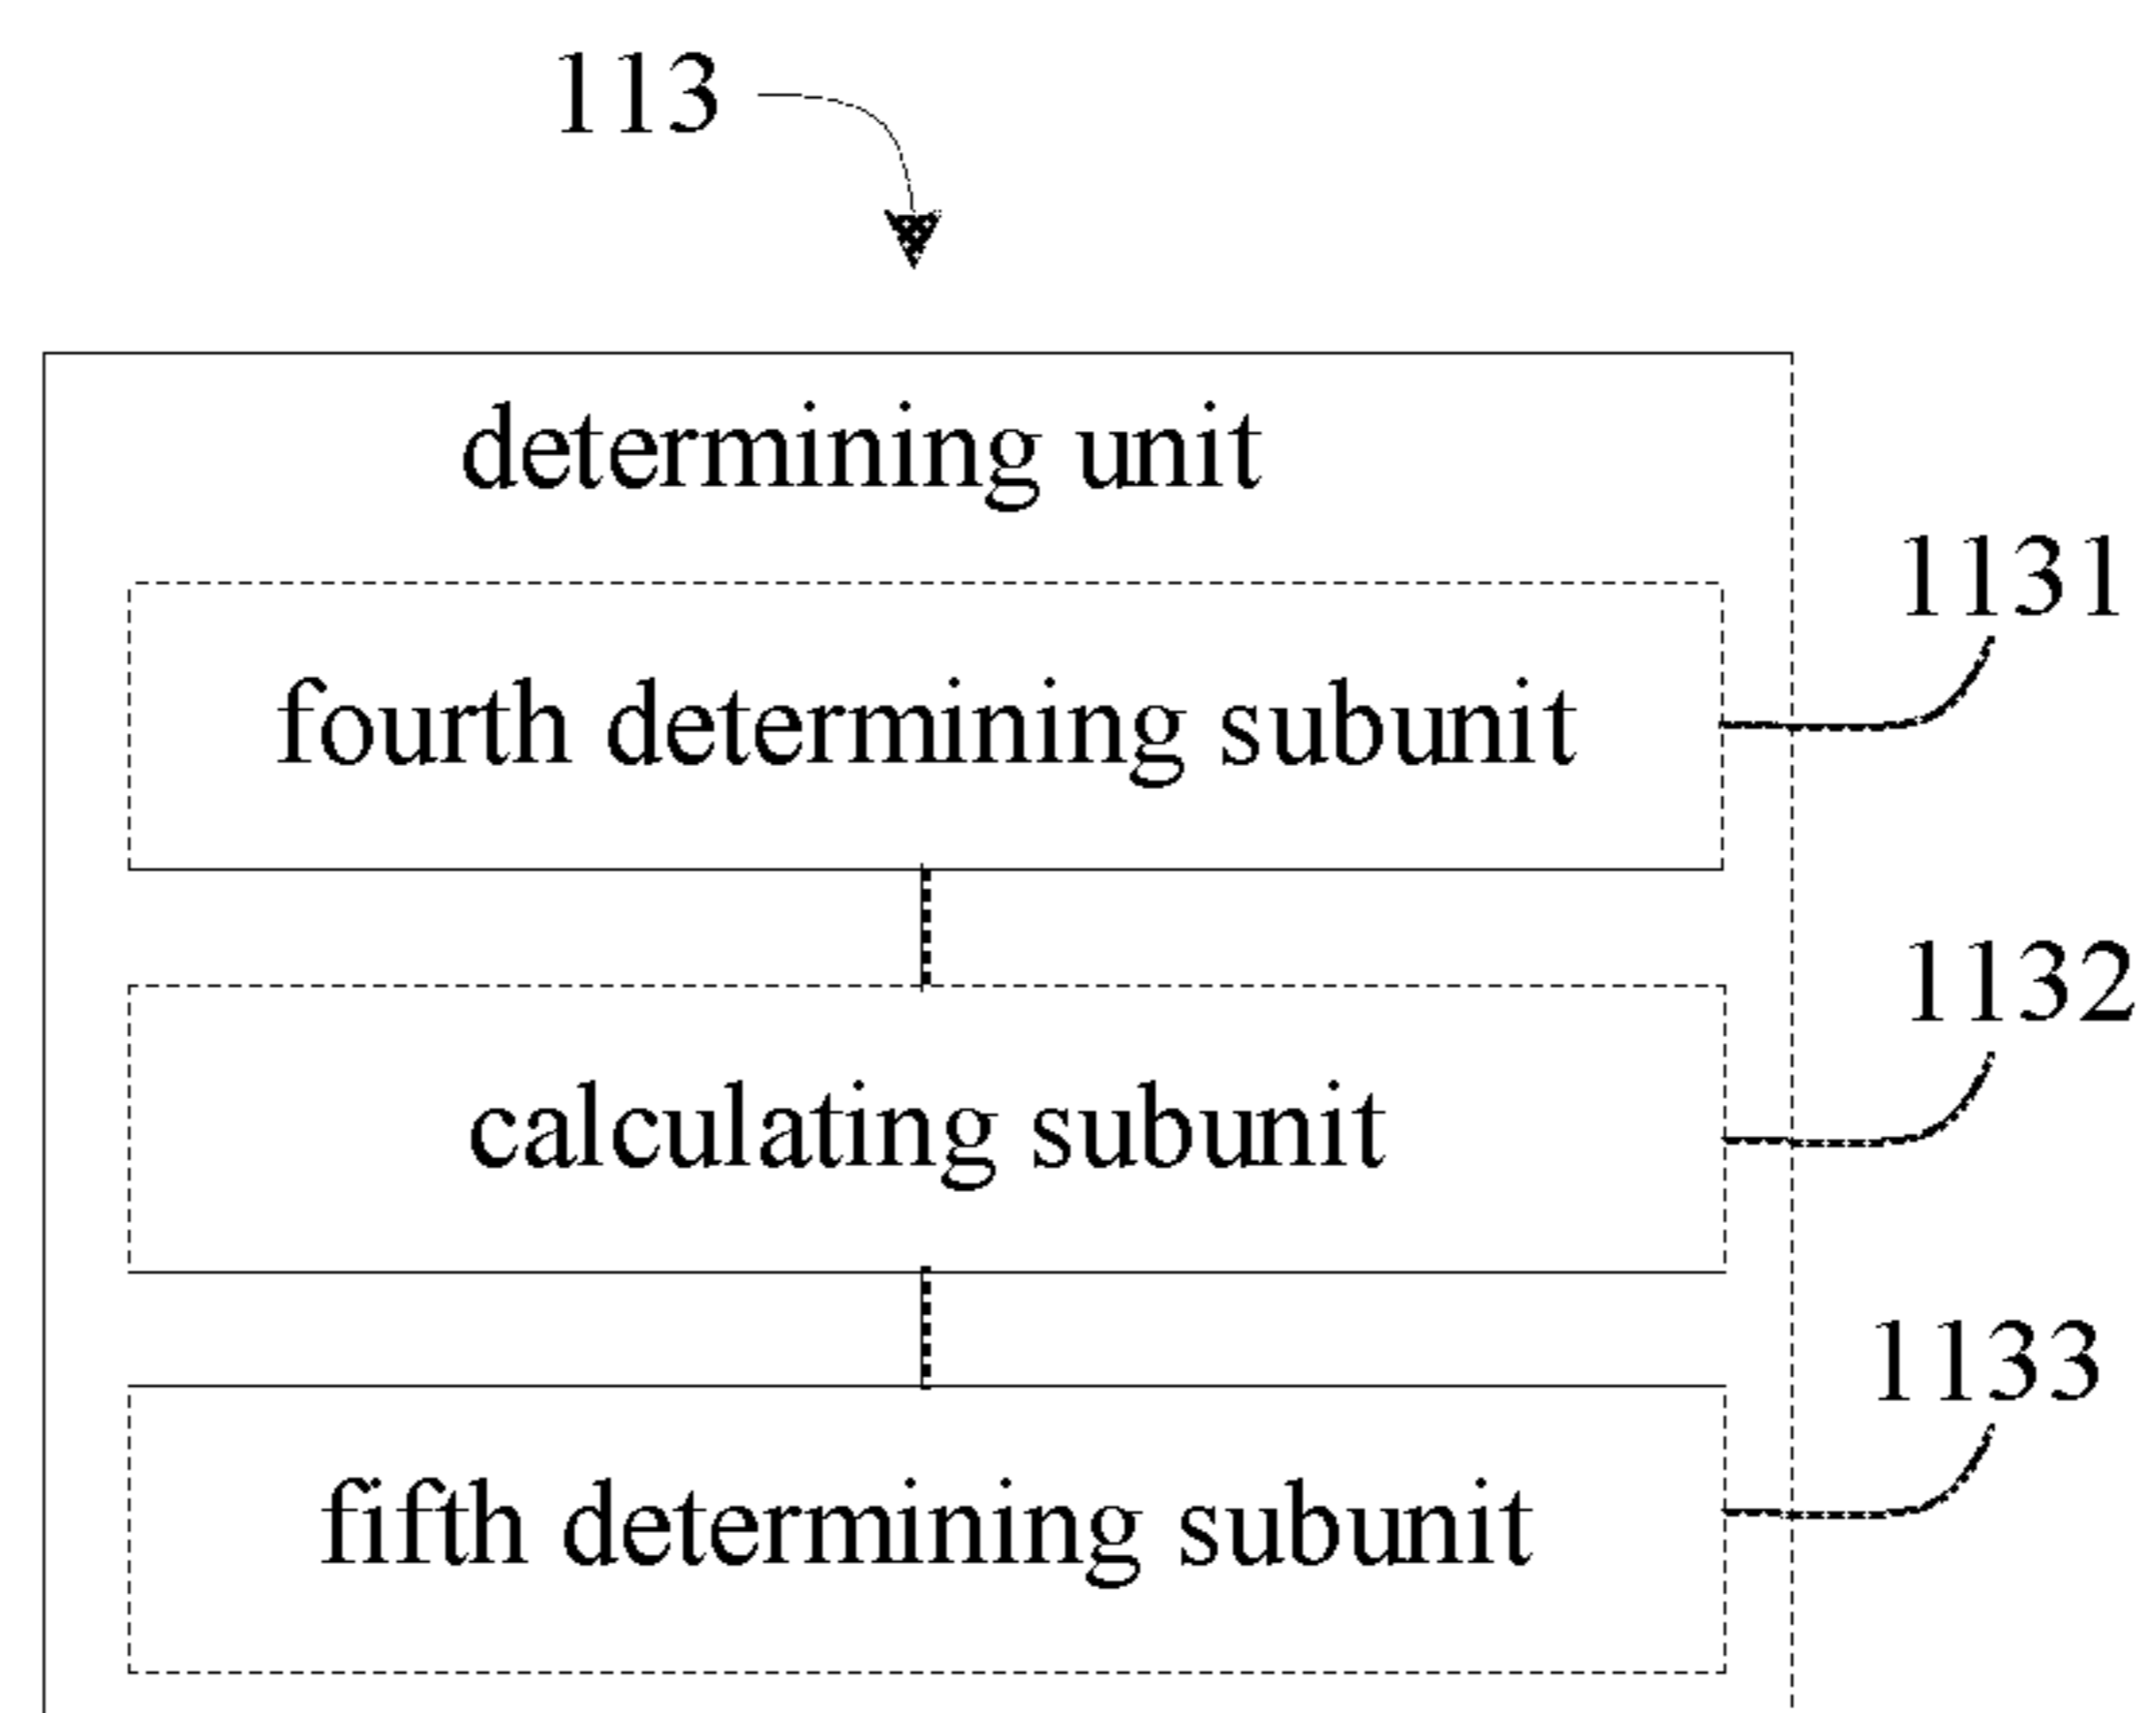 113
determining unit
1131
fourth determining subunit
1132
calculating subunit
1133
fifth determining subunit